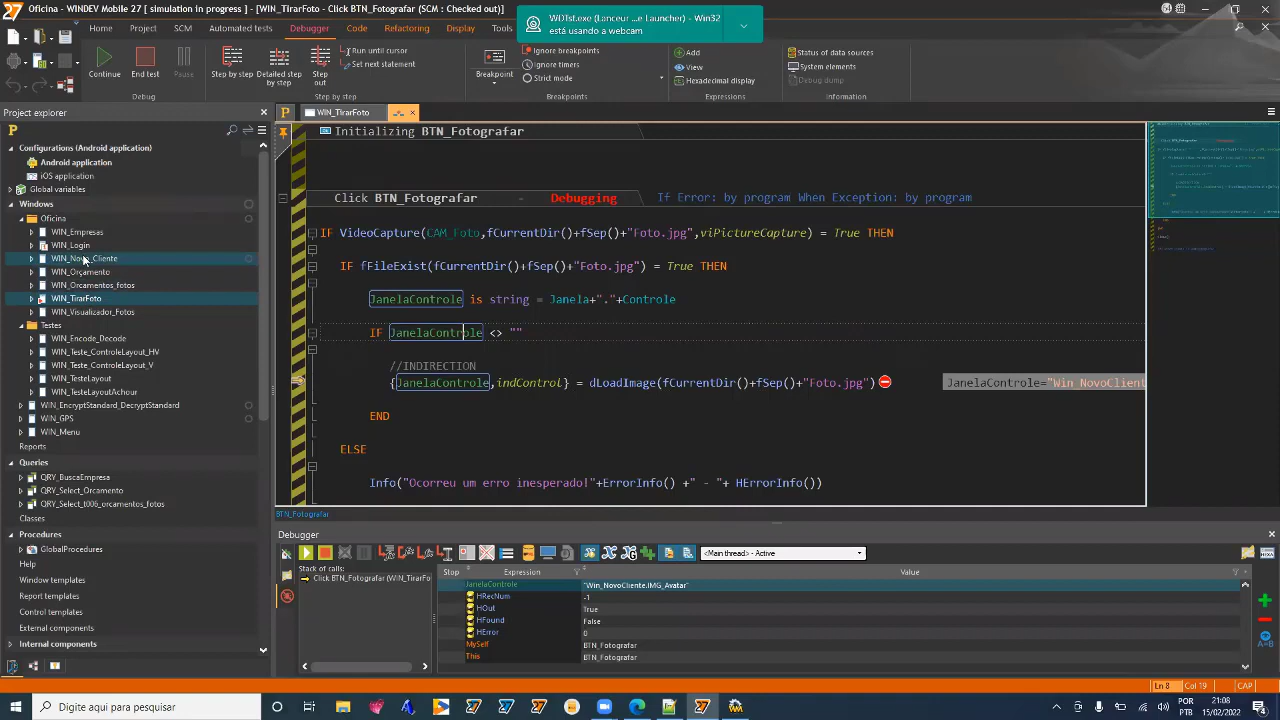 Oficina - WINDEV Mobile 27 [ simulation in progress ] - [WIN_TirarFoto (SCM : Checked out)]
WDTst.exe (Lanceur ...e Launcher) - Win32
está usando a webcam
Home Project SCM Automated tests Debugger Code Refactoring Display Tools
Continue
End test
Pause
Debug
Step by step
Detailed step by step
Step out
Run until cursor
Set next statement
Step by step
Breakpoint
Ignore breakpoints
Ignore timers
Strict mode
Breakpoints
Add
View
Hexadecimal display
Expressions
Status of data sources
System elements
Debug dump
Information
Project explorer
WIN_TirarFoto
Configurations (Android application)
Android application
iOS application
Global variables
Windows
Oficina
WIN_Empresas
WIN_Login
WIN_Novo_Cliente
WIN_Orçamento
WIN_Orcamentos_fotos
WIN_TirarFoto
WIN_Visualizador_Fotos
Testes
WIN_Encode_Decode
WIN_Teste_ControleLayout_HV
WIN_Teste_ControleLayout_V
WIN_TesteLayout
WIN_TesteLayoutAchour
WIN_EncryptStandard_DecryptStandard
WIN_GPS
WIN_Menu
Reports
Queries
QRY_BuscaEmpresa
QRY_Select_Orcamento
QRY_Select_t006_orcamentos_fotos
Classes
Procedures
GlobalProcedures
Help
Window templates
Report templates
Control templates
External components
Internal components
Initializing BTN_Fotografar
Click BTN_Fotografar - Debugging If Error: by program When Exception: by program
IF VideoCapture(CAM_Foto,fCurrentDir()+fSep()+"Foto.jpg",viPictureCapture) = True THEN
IF fFileExist(fCurrentDir()+fSep()+"Foto.jpg") = True THEN
JanelaControle is string = Janela+"."+Controle
IF JanelaControle <> ""
//INDIRECTION
{JanelaControle,indControl} = dLoadImage(fCurrentDir()+fSep()+"Foto.jpg") JanelaControle="Win_NovoClient
END
ELSE
Info("Ocorreu um erro inesperado!"+ErrorInfo() +" - "+ HErrorInfo())
BTN_Fotografar
Debugger
<Main thread> - Active
Stack of calls
Click BTN_Fotografar (WIN_TirarFo
Stop Expression Value
JanelaControle "Win_NovoCliente.IMG_Avatar"
HRecNum -1
HOut True
HFound False
HError 0
MySelf BTN_Fotografar
This BTN_Fotografar
Ln 8 Col 19 CAP
Digite aqui para pesquisar
POR
PTB
21:08
15/02/2022